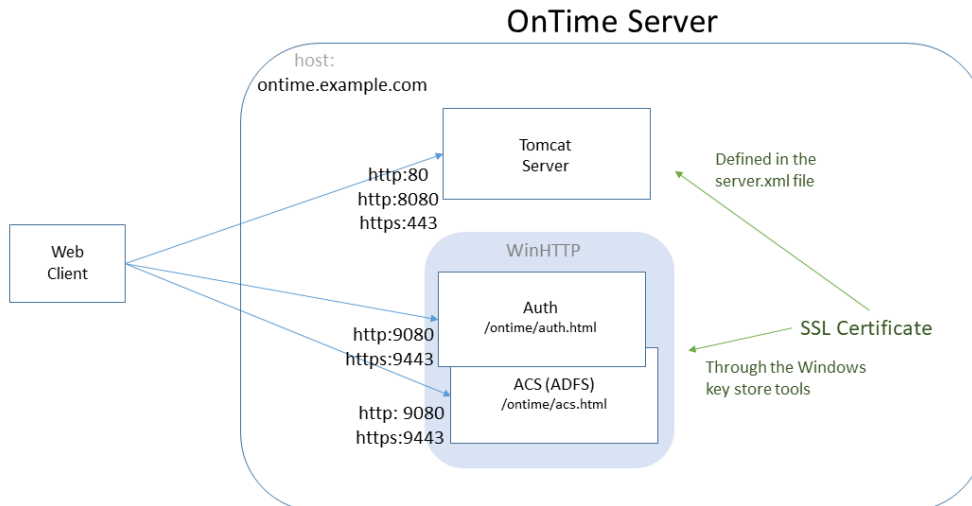 OnTime Server
host:
ontime.example.com
Tomcat
Server
http:80
http:8080
https:443
Defined in the
server.xml file
Web
Client
WinHTTP
Auth
/ontime/auth.html
http:9080
https:9443
SSL Certificate
Through the Windows
key store tools
ACS (ADFS)
/ontime/acs.html
http: 9080
https:9443